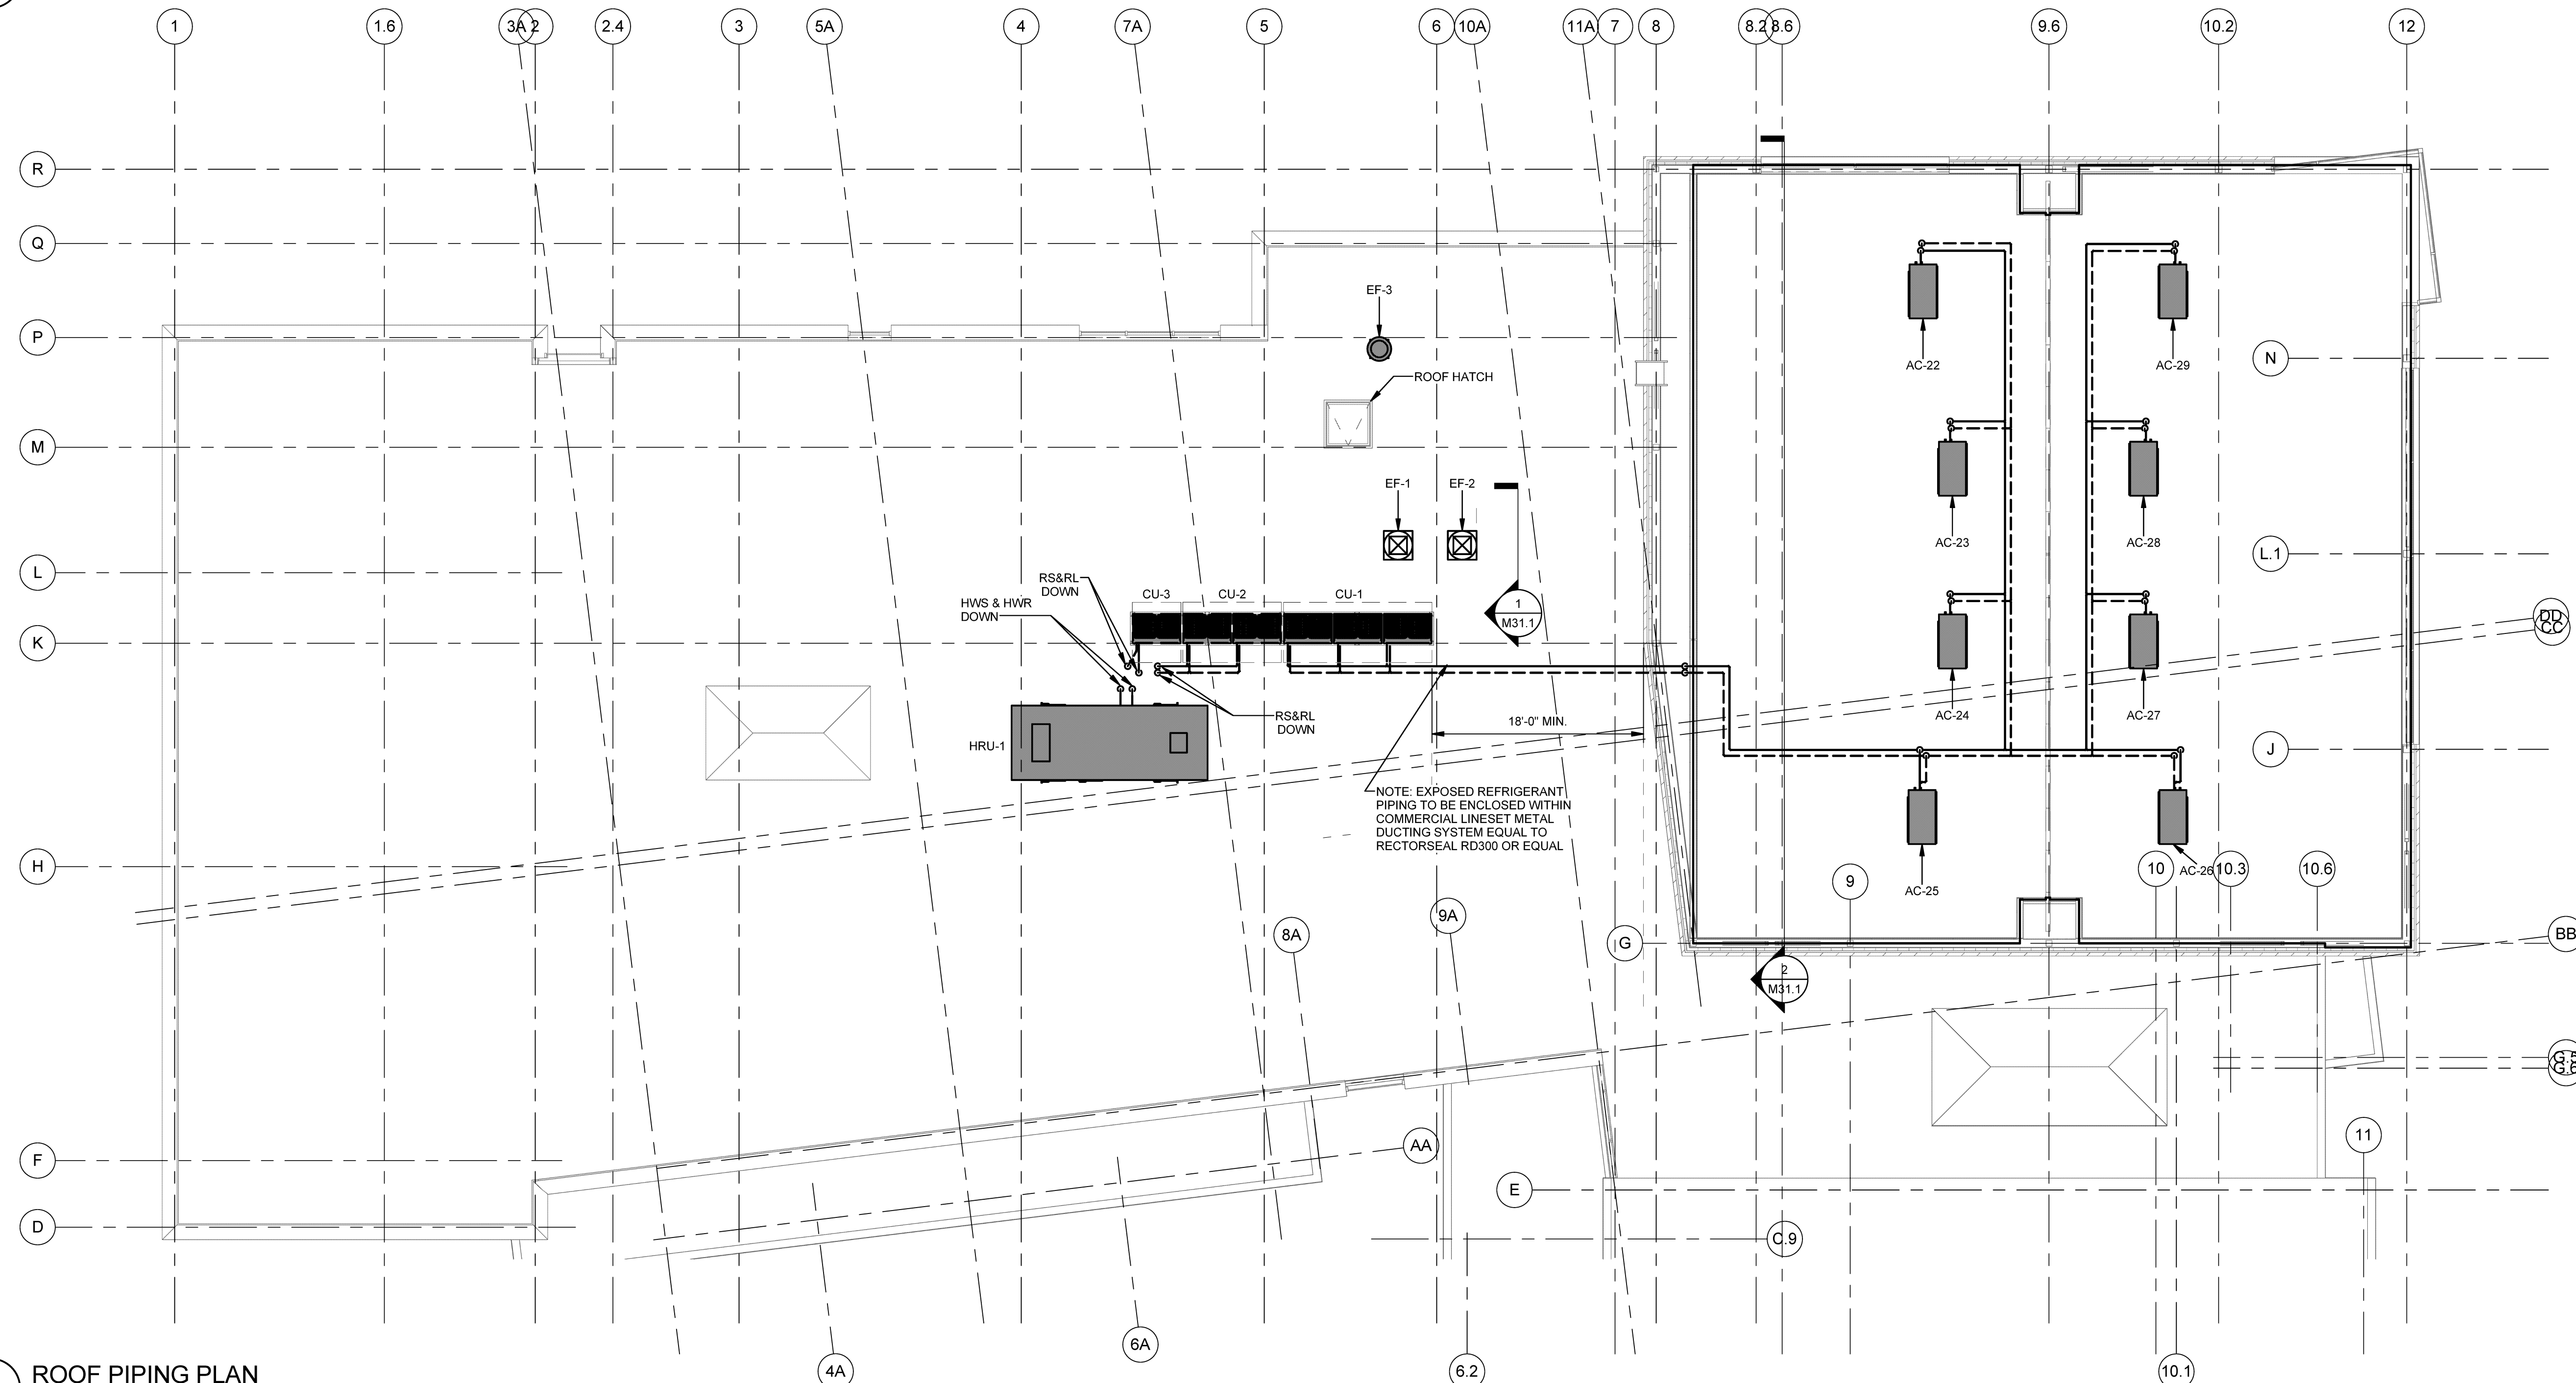 1
1.6
3A
2
2.4
3
5A
4
7A
5
6
10A
11A
7
8
8.2
8.6
9.6
10.2
12
R
Q
P
EF-3
N
AC-22
AC-29
ROOF HATCH
M
EF-1
EF-2
AC-23
AC-28
L.1
L
RS&RL
DOWN
HWS & HWR
DOWN
CU-3
CU-2
CU-1
1
M31.1
DD
CC
K
AC-24
AC-27
RS&RL
DOWN
18'-0" MIN.
HRU-1
J
NOTE: EXPOSED REFRIGERANT
PIPING TO BE ENCLOSED WITHIN
COMMERCIAL LINESET METAL
DUCTING SYSTEM EQUAL TO
RECTORSEAL RD300 OR EQUAL
H
9
AC-25
10
AC-26
10.3
10.6
8A
9A
G
BB
2
M31.1
G.5
G.6
11
F
AA
E
D
C.9
6A
4A
6.2
10.1
ROOF PIPING PLAN